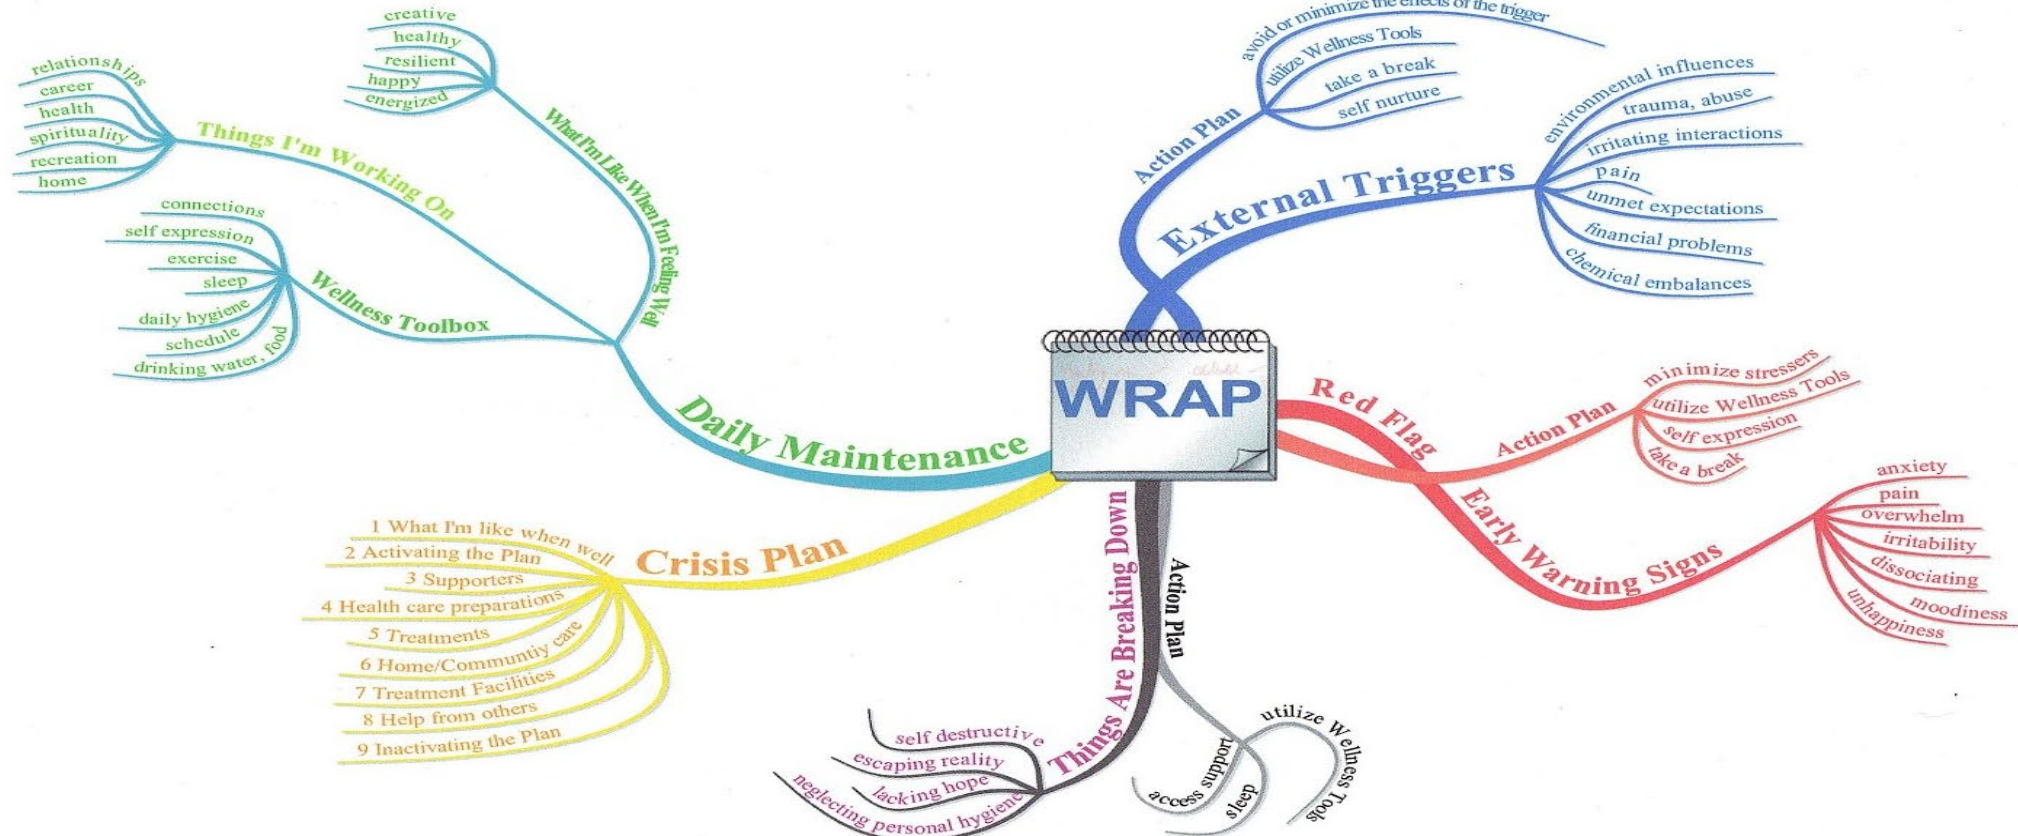 WRAP
Daily Maintenance
What I'm Like When I'm Feeling Well
creative
healthy
resilient
happy
energized
Things I'm Working On
relationships
career
health
spirituality
recreation
home
Wellness Toolbox
connections
self expression
exercise
sleep
daily hygiene
schedule
drinking water, food
Action Plan
avoid or minimize the effects of the trigger
utilize Wellness Tools
take a break
self nurture
External Triggers
environmental influences
trauma, abuse
irritating interactions
pain
unmet expectations
financial problems
chemical embalances
Red Flag
Early Warning Signs
Action Plan
minimize stressers
utilize Wellness Tools
self expression
take a break
anxiety
pain
overwhelm
irritability
dissociating
moodiness
unhappiness
Crisis Plan
1 What I'm like when well
2 Activating the Plan
3 Supporters
4 Health care preparations
5 Treatments
6 Home/Communtiy care
7 Treatment Facilities
8 Help from others
9 Inactivating the Plan
Things Are Breaking Down
self destructive
escaping reality
lacking hope
neglecting personal hygiene
Action Plan
utilize Wellness Tools
access support
sleep